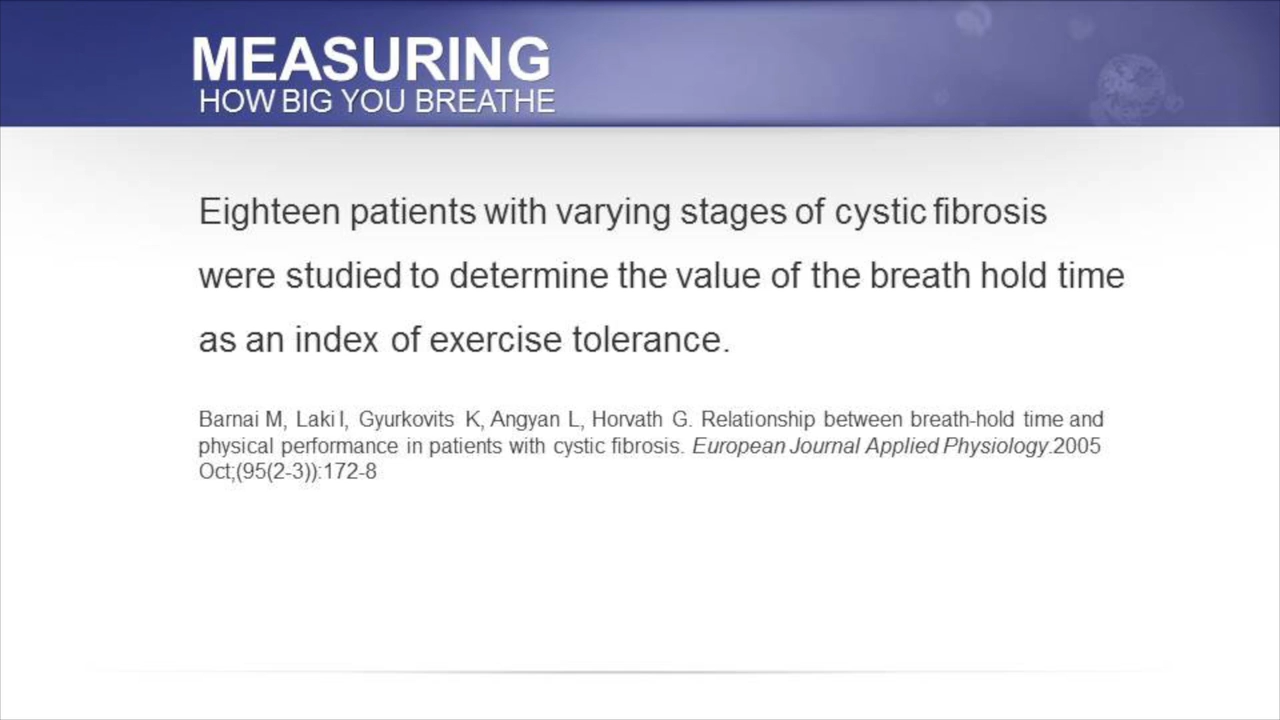 MEASURING
HOW BIG YOU BREATHE
Eighteen patients with varying stages of cystic fibrosis
were studied to determine the value of the breath hold time
as an index of exercise tolerance.
Barnai M, Laki I, Gyurkovits K, Angyan L, Horvath G. Relationship between breath-hold time and
physical performance in patients with cystic fibrosis. European Journal Applied Physiology.2005
Oct;(95(2-3)):172-8